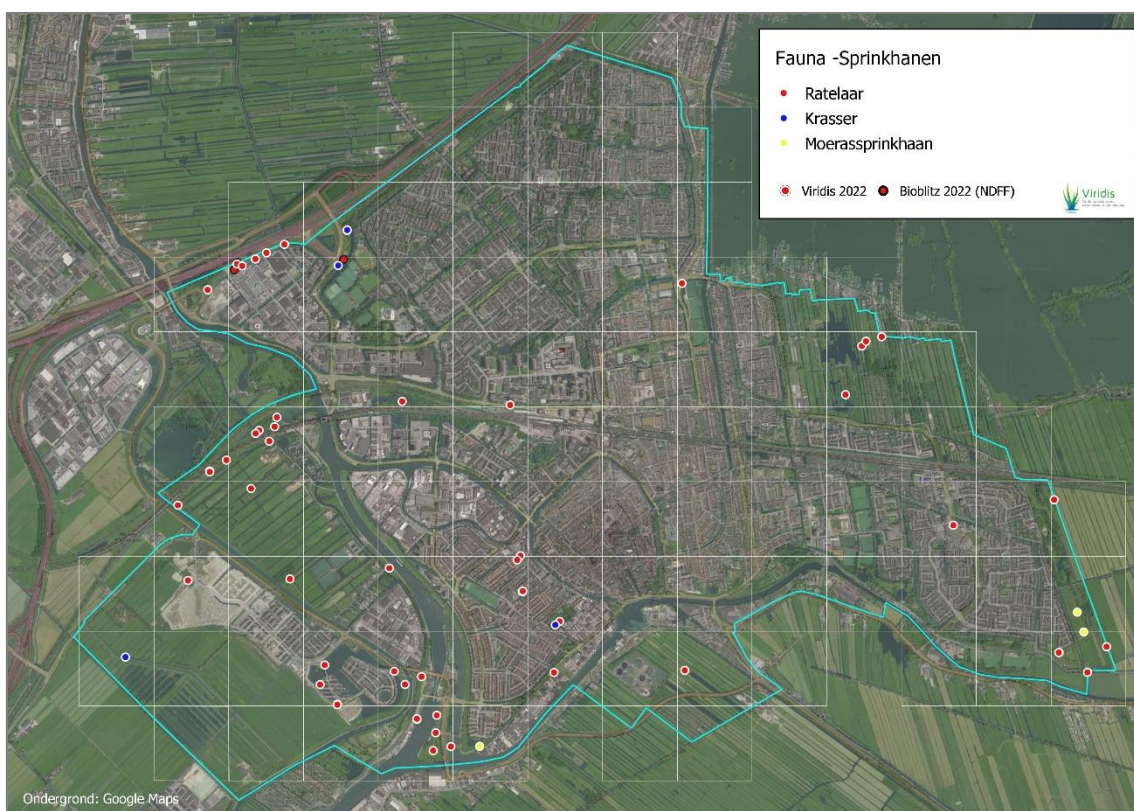 Fauna -Sprinkhanen
Ratelaar
Krasser
Moerassprinkhaan
Viridis 2022
Bioblitz 2022 (NDFF)
Viridis
Ondergrond: Google Maps